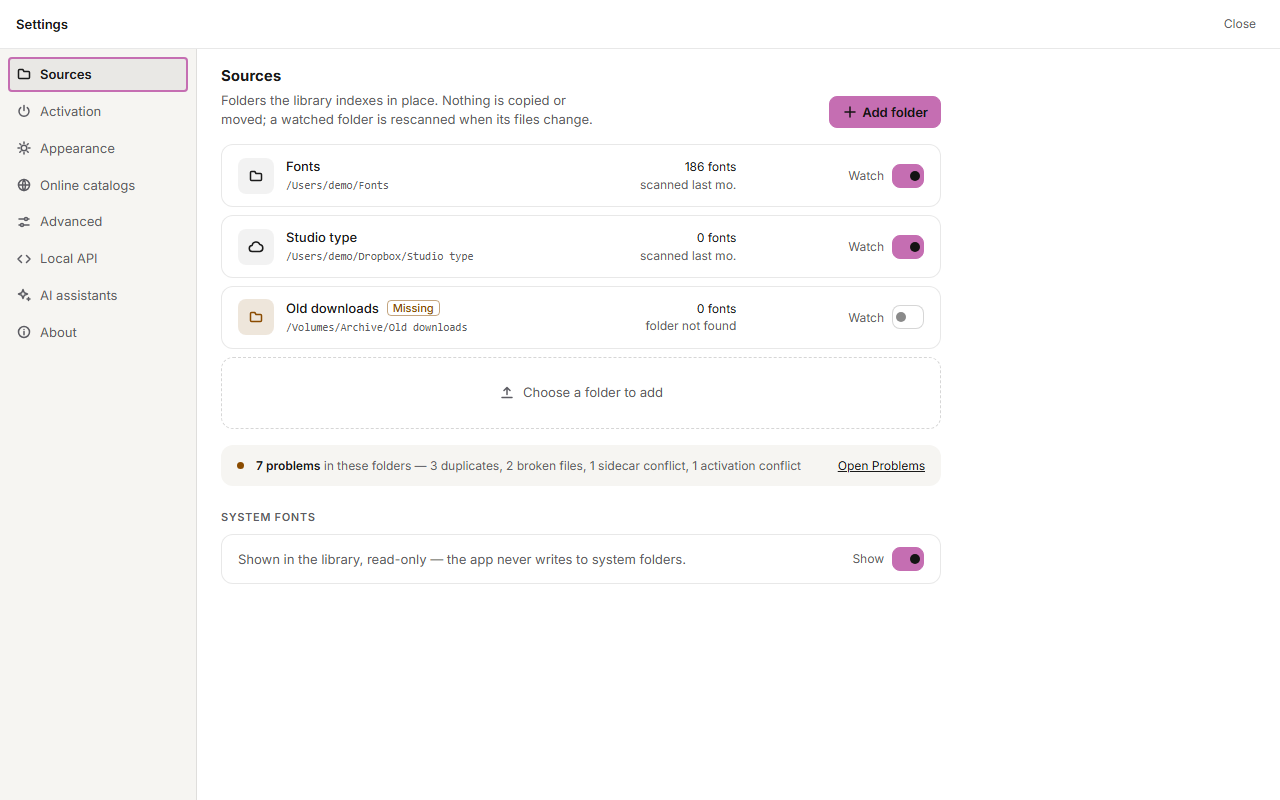 Settings
Close
Sources
Activation
Appearance
Online catalogs
Advanced
Local API
AI assistants
About
Sources
Folders the library indexes in place. Nothing is copied or
moved; a watched folder is rescanned when its files change.
Add folder
Fonts
/Users/demo/Fonts
186 fonts
scanned last mo.
Watch
Studio type
/Users/demo/Dropbox/Studio type
0 fonts
scanned last mo.
Watch
Old downloads Missing
/Volumes/Archive/Old downloads
0 fonts
folder not found
Watch
Choose a folder to add
7 problems in these folders — 3 duplicates, 2 broken files, 1 sidecar conflict, 1 activation conflict
Open Problems
SYSTEM FONTS
Shown in the library, read-only — the app never writes to system folders.
Show